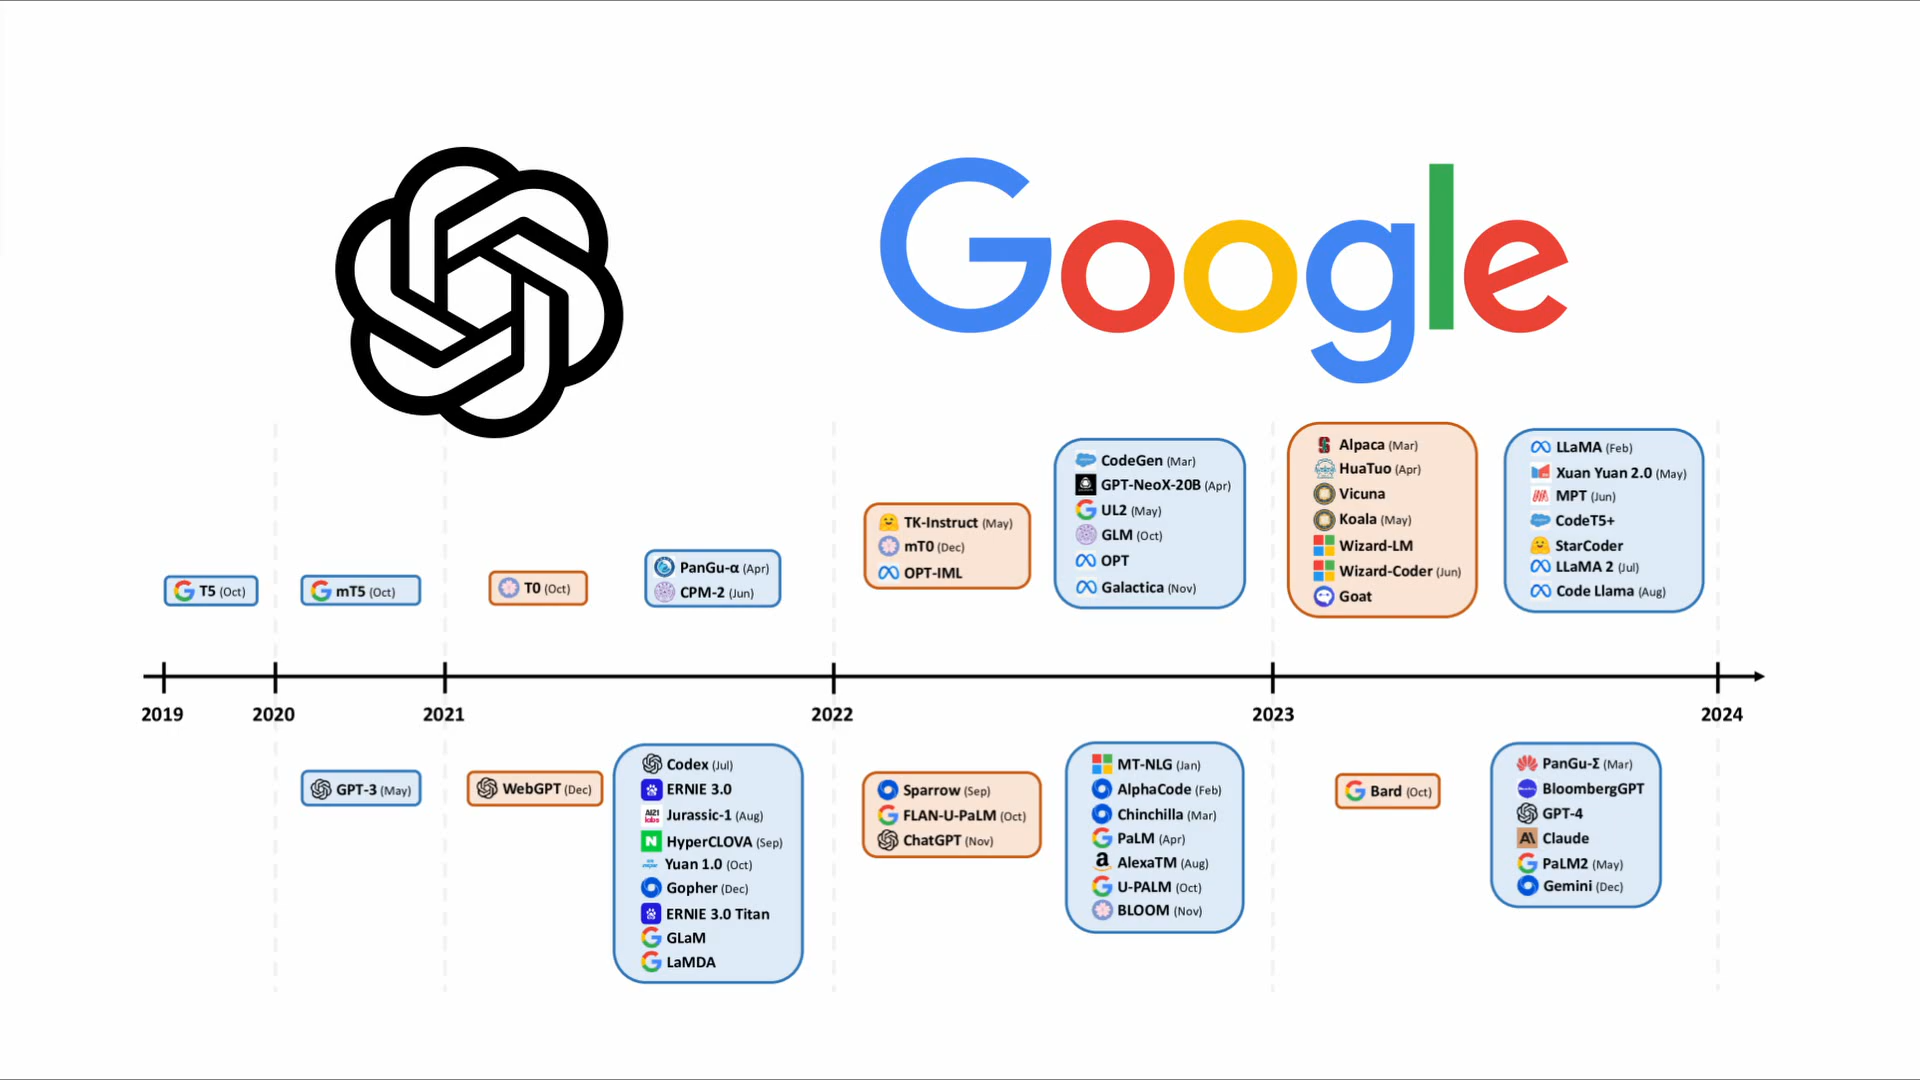 Google
T5 (Oct)
mT5 (Oct)
T0 (Oct)
PanGu-α (Apr)
CPM-2 (Jun)
TK-Instruct (May)
mT0 (Dec)
OPT-IML
CodeGen (Mar)
GPT-NeoX-20B (Apr)
UL2 (May)
GLM (Oct)
OPT
Galactica (Nov)
Alpaca (Mar)
HuaTuo (Apr)
Vicuna
Koala (May)
Wizard-LM
Wizard-Coder (Jun)
Goat
LLaMA (Feb)
Xuan Yuan 2.0 (May)
MPT (Jun)
CodeT5+
StarCoder
LLaMA 2 (Jul)
Code Llama (Aug)
2019 2020 2021 2022 2023 2024
GPT-3 (May)
WebGPT (Dec)
Codex (Jul)
ERNIE 3.0
AI21 labs Jurassic-1 (Aug)
N HyperCLOVA (Sep)
Yuan 1.0 (Oct)
Gopher (Dec)
ERNIE 3.0 Titan
GLaM
LaMDA
Sparrow (Sep)
FLAN-U-PaLM (Oct)
ChatGPT (Nov)
MT-NLG (Jan)
AlphaCode (Feb)
Chinchilla (Mar)
PaLM (Apr)
a AlexaTM (Aug)
U-PALM (Oct)
BLOOM (Nov)
Bard (Oct)
PanGu-Σ (Mar)
BloombergGPT
GPT-4
AI Claude
PaLM2 (May)
Gemini (Dec)